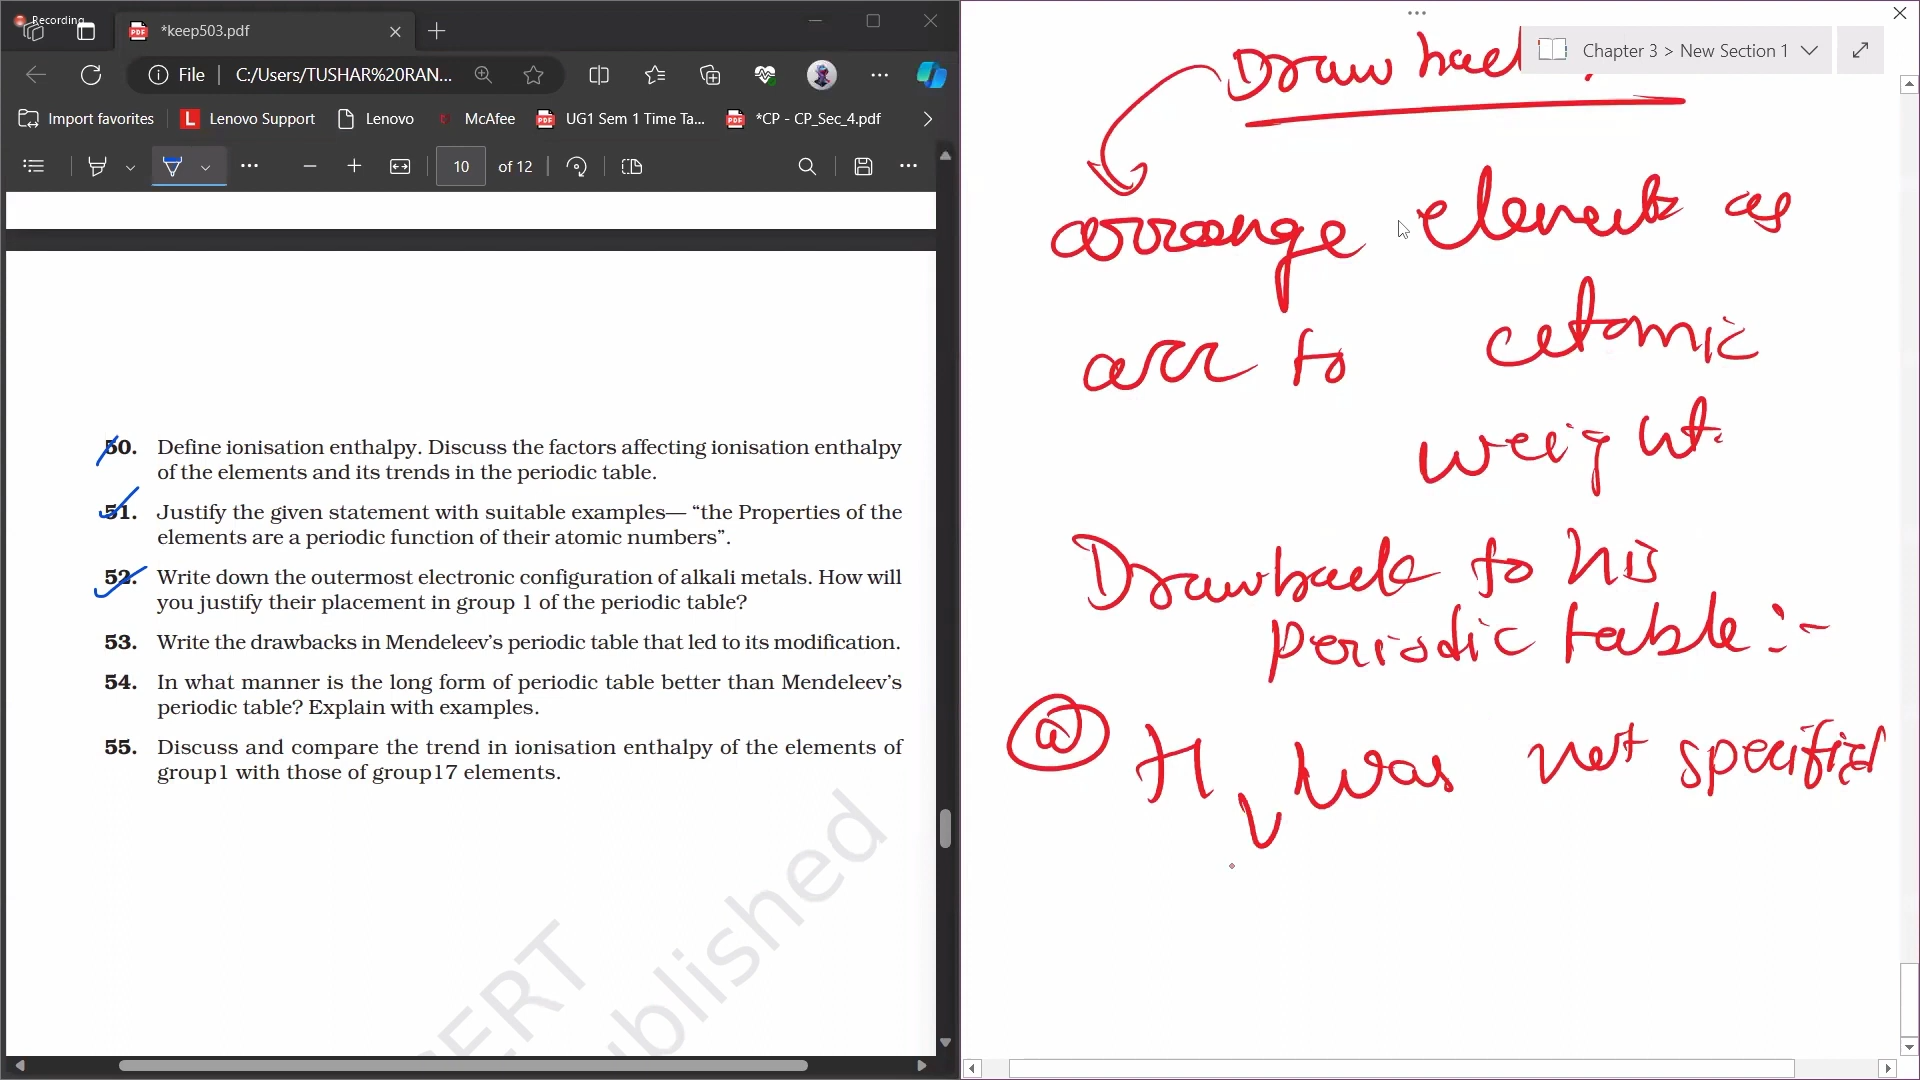 Recording
*keep503.pdf
File C:/Users/TUSHAR%20RAN...
Import favorites Lenovo Support Lenovo McAfee UG1 Sem 1 Time Ta... *CP - CP_Sec_4.pdf
10 of 12
50. Define ionisation enthalpy. Discuss the factors affecting ionisation enthalpy
of the elements and its trends in the periodic table.
51. Justify the given statement with suitable examples— “the Properties of the
elements are a periodic function of their atomic numbers”.
52. Write down the outermost electronic configuration of alkali metals. How will
you justify their placement in group 1 of the periodic table?
53. Write the drawbacks in Mendeleev’s periodic table that led to its modification.
54. In what manner is the long form of periodic table better than Mendeleev’s
periodic table? Explain with examples.
55. Discuss and compare the trend in ionisation enthalpy of the elements of
group1 with those of group17 elements.
blished
Chapter 3 > New Section 1
arrange elements as
acc to atomic
weight.
Drawback to his
periodic table :-
(a) H, was not specified